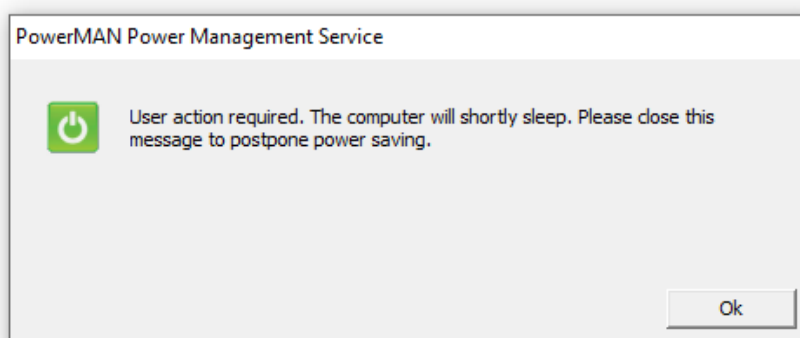 PowerMAN Power Management Service
User action required. The computer will shortly sleep. Please close this
message to postpone power saving.
Ok